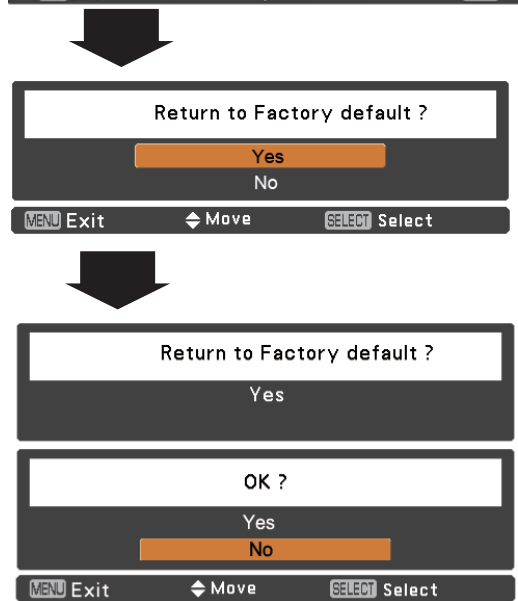 Return to Factory default ?
Yes
No
MENU Exit Move SELECT Select
Return to Factory default ?
Yes
OK ?
Yes
No
MENU Exit Move SELECT Select